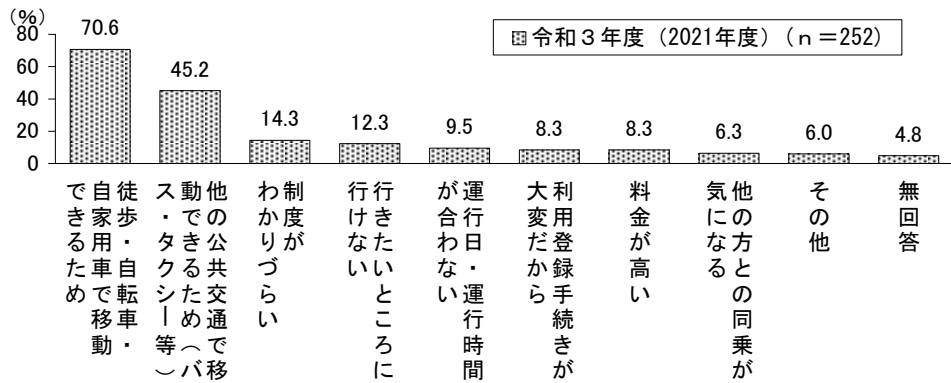 (%)
80
60
40
20
0
令和3年度（2021年度）(n=252)
70.6
45.2
14.3
12.3
9.5
8.3
8.3
6.3
6.0
4.8
徒歩・自転車・
自家用車で移動
できるため
他の公共交通で移
動できるため（バ
ス・タクシー等）
制度が
わかりづらい
行きたいところに
行けない
運行日・運行時間
が合わない
利用登録手続きが
大変だから
料金が高い
他の方との同乗が
気になる
その他
無回答